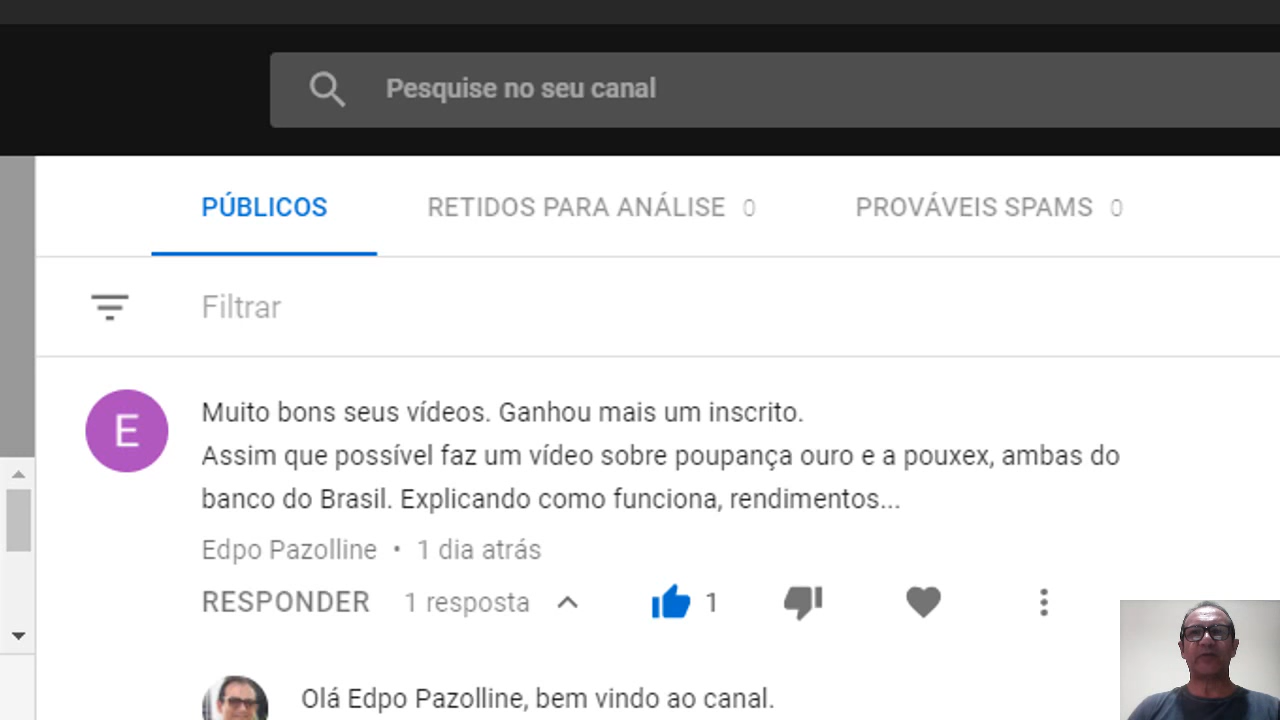 Pesquise no seu canal
PÚBLICOS RETIDOS PARA ANÁLISE 0 PROVÁVEIS SPAMS 0
Filtrar
E
Muito bons seus vídeos. Ganhou mais um inscrito.
Assim que possível faz um vídeo sobre poupança ouro e a pouxex, ambas do
banco do Brasil. Explicando como funciona, rendimentos...
Edpo Pazolline • 1 dia atrás
RESPONDER 1 resposta 1
Olá Edpo Pazolline, bem vindo ao canal.